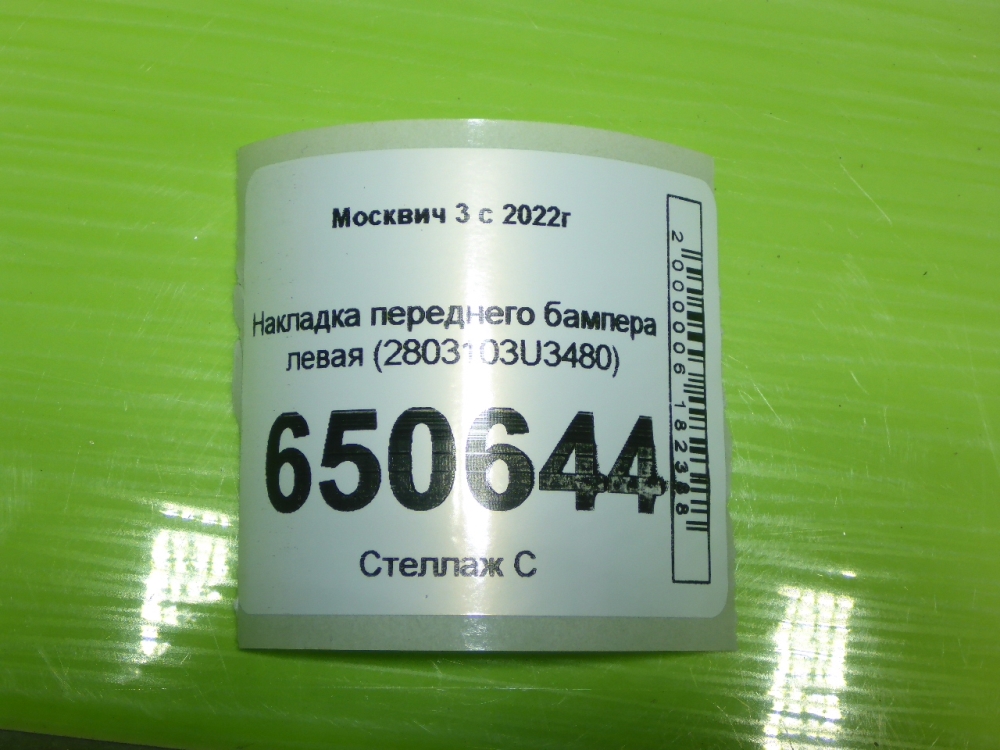 Москвич 3 с 2022г
Накладка переднего бампера
левая (2803103U3480)
650644
Стеллаж С
2000006182388